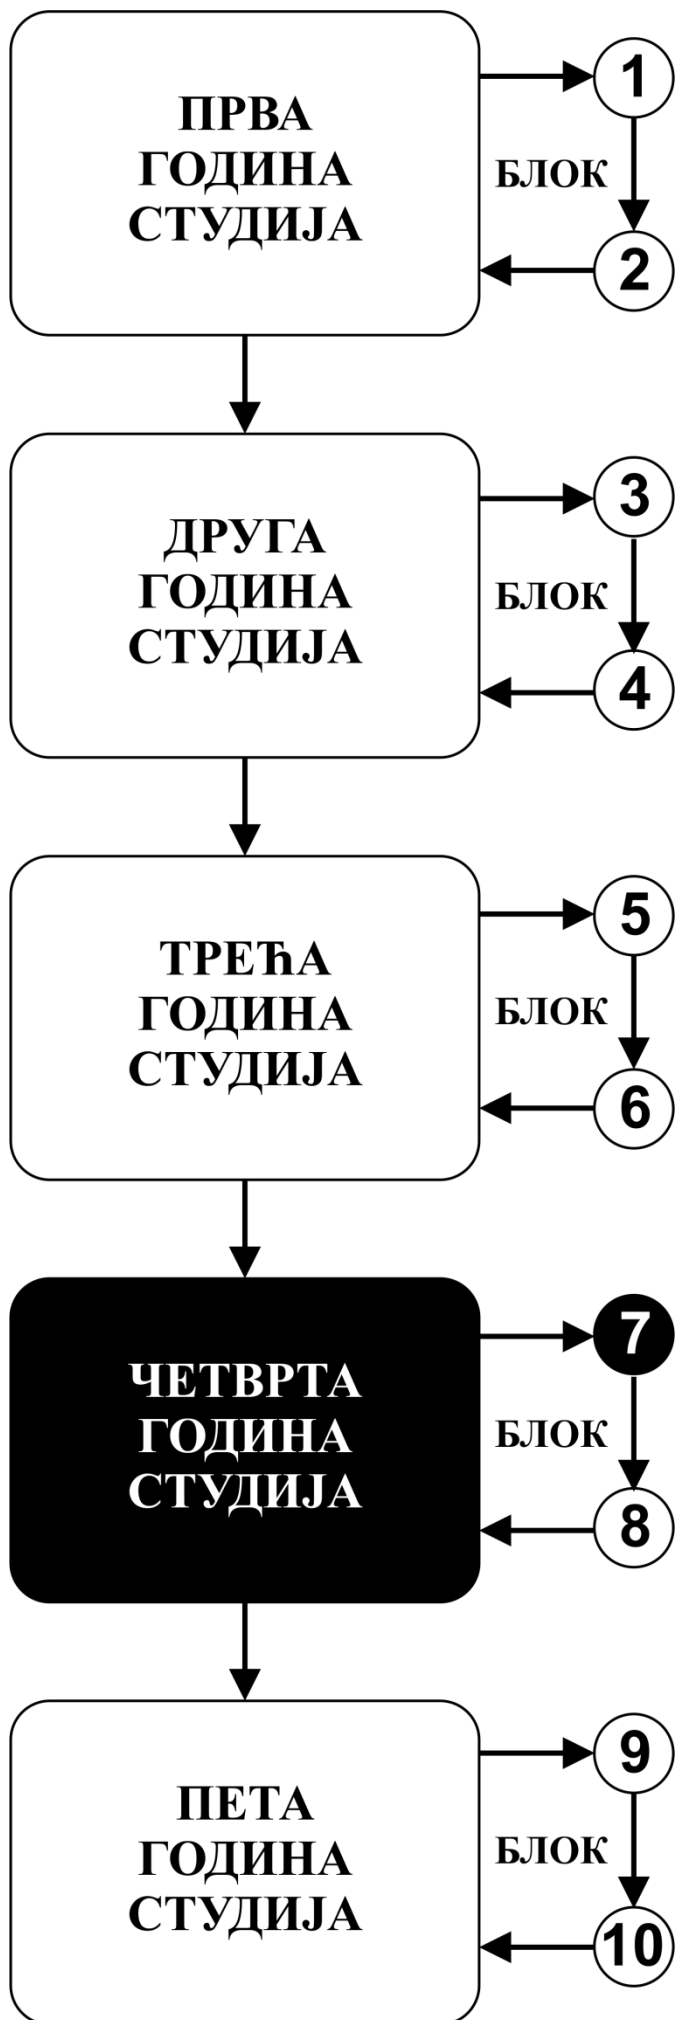 ПРВА
ГОДИНА
СТУДИЈА
1
БЛОК
2
ДРУГА
ГОДИНА
СТУДИЈА
3
БЛОК
4
ТРЕЋА
ГОДИНА
СТУДИЈА
5
БЛОК
6
ЧЕТВРТА
ГОДИНА
СТУДИЈА
7
БЛОК
8
ПЕТА
ГОДИНА
СТУДИЈА
9
БЛОК
10